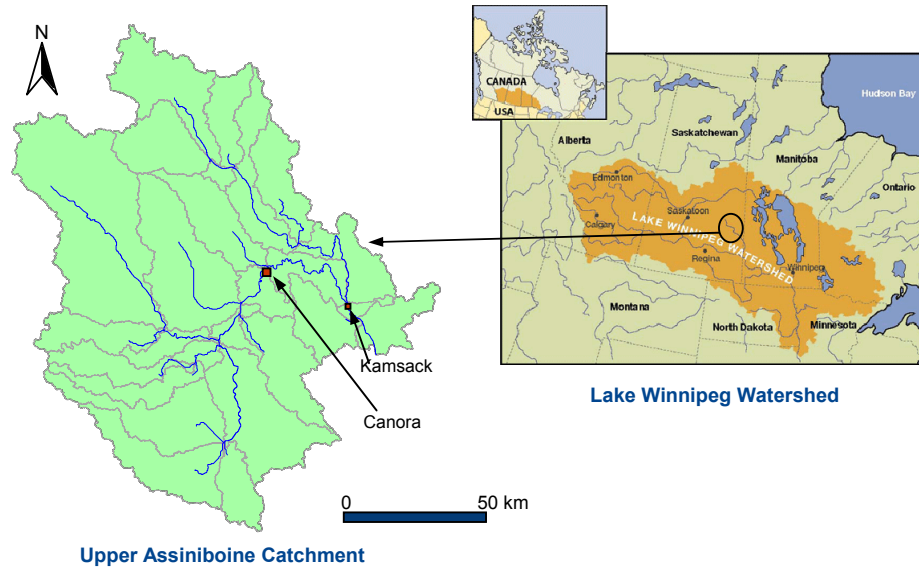 N
Kamsack
Canora
0 50 km
Upper Assiniboine Catchment
CANADA
USA
Hudson Bay
Alberta
Saskatchewan
Manitoba
Ontario
Edmonton
Saskatoon
Calgary
LAKE WINNIPEG WATERSHED
Regina
Winnipeg
Montana
North Dakota
Minnesota
Lake Winnipeg Watershed